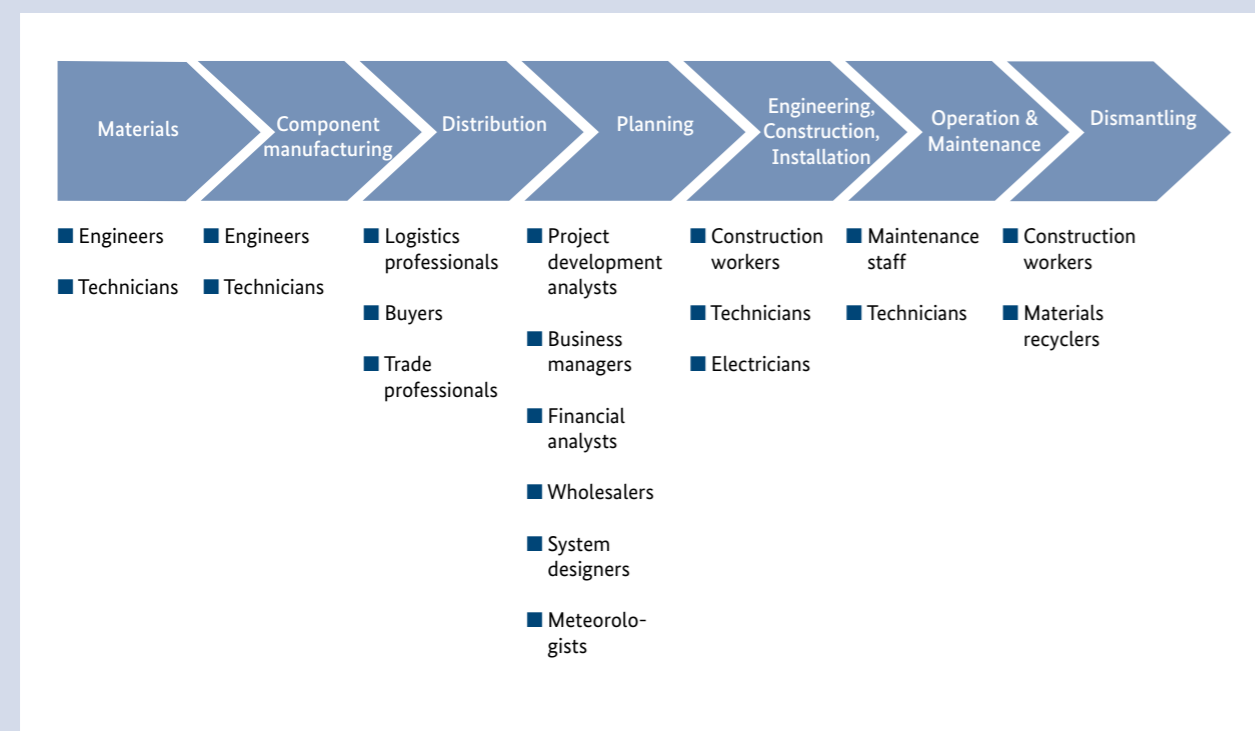 Materials
Component
manufacturing
Distribution
Planning
Engineering,
Construction,
Installation
Operation &
Maintenance
Dismantling
Engineers
Technicians
Engineers
Technicians
Logistics
professionals
Buyers
Trade
professionals
Project
development
analysts
Business
managers
Financial
analysts
Wholesalers
System
designers
Meteorolo-
gists
Construction
workers
Technicians
Electricians
Maintenance
staff
Technicians
Construction
workers
Materials
recyclers